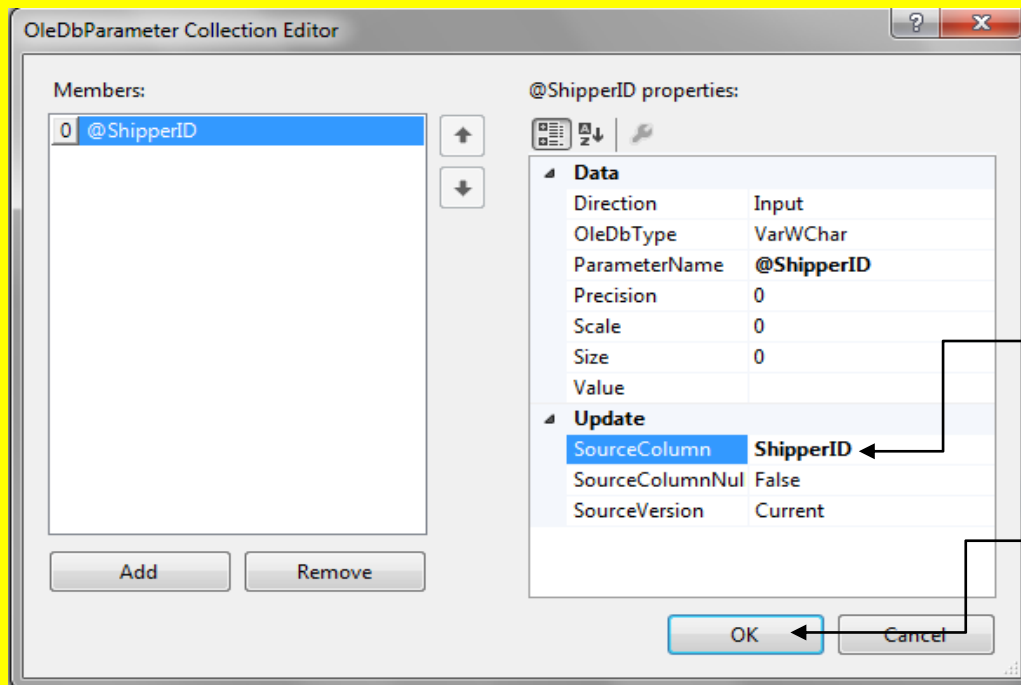 OleDbParameter Collection Editor
?
Members:
0 @ShipperID
Add
Remove
@ShipperID properties:
Data
Direction Input
OleDbType VarWChar
ParameterName @ShipperID
Precision 0
Scale 0
Size 0
Value
Update
SourceColumn ShipperID
SourceColumnNul False
SourceVersion Current
OK
Cancel